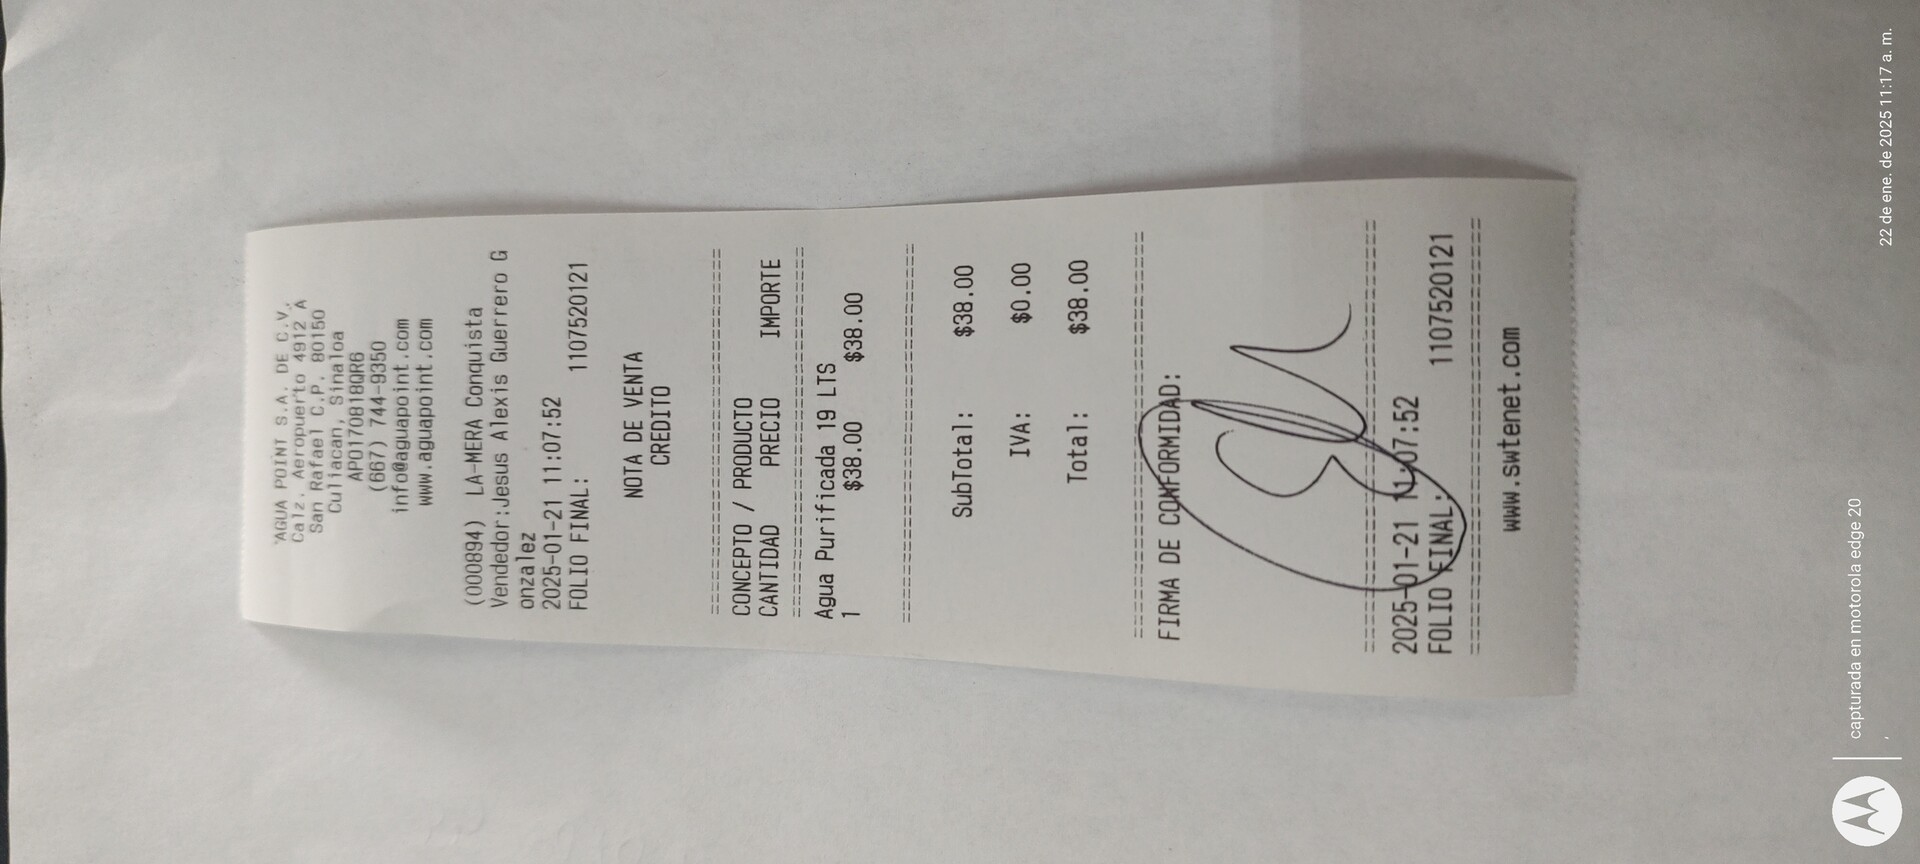 AGUA POINT S.A. DE C.V.
Calz. Aeropuerto 4912 A
San Rafael C.P. 80150
Culiacan, Sinaloa
APO170818QR6
(667) 744-9350
info@aguapoint.com
www.aguapoint.com
(000894) LA-MERA Conquista
Vendedor:Jesus Alexis Guerrero G
onzalez
2025-01-21 11:07:52
FOLIO FINAL: 1107520121
NOTA DE VENTA
CREDITO
CONCEPTO / PRODUCTO
CANTIDAD PRECIO IMPORTE
Agua Purificada 19 LTS
1 $38.00 $38.00
SubTotal: $38.00
IVA: $0.00
Total: $38.00
FIRMA DE CONFORMIDAD:
2025-01-21 11:07:52
FOLIO FINAL: 1107520121
www.swtenet.com
capturada en motorola edge 20
22 de ene. de 2025 11:17 a. m.